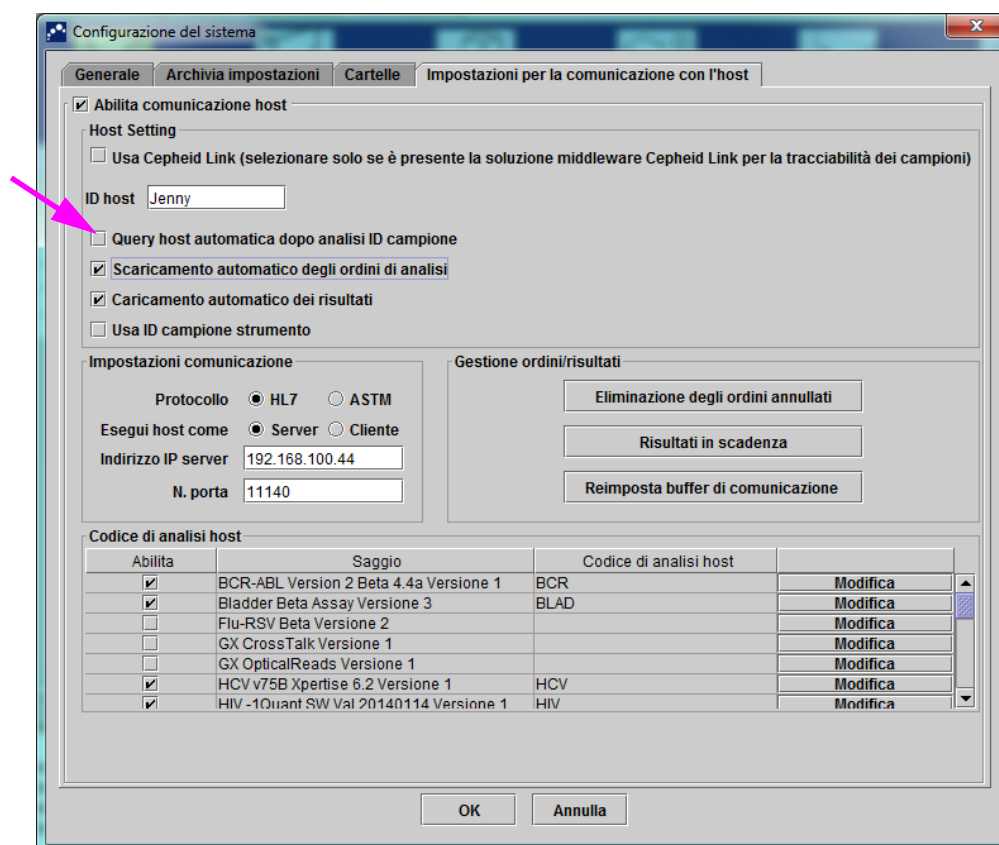 Configurazione del sistema
Generale Archivia impostazioni Cartelle Impostazioni per la comunicazione con l'host
Abilita comunicazione host
Host Setting
Usa Cepheid Link (selezionare solo se è presente la soluzione middleware Cepheid Link per la tracciabilità dei campioni)
ID host Jenny
Query host automatica dopo analisi ID campione
Scaricamento automatico degli ordini di analisi
Caricamento automatico dei risultati
Usa ID campione strumento
Impostazioni comunicazione
Protocollo HL7 ASTM
Esegui host come Server Cliente
Indirizzo IP server 192.168.100.44
N. porta 11140
Gestione ordini/risultati
Eliminazione degli ordini annullati
Risultati in scadenza
Reimposta buffer di comunicazione
Codice di analisi host
Abilita Saggio Codice di analisi host
BCR-ABL Version 2 Beta 4.4a Versione 1 BCR Modifica
Bladder Beta Assay Versione 3 BLAD Modifica
Flu-RSV Beta Versione 2 Modifica
GX CrossTalk Versione 1 Modifica
GX OpticalReads Versione 1 Modifica
HCV v75B Xpertise 6.2 Versione 1 HCV Modifica
HIV -1Quant SW Val 20140114 Versione 1 HIV Modifica
OK Annulla